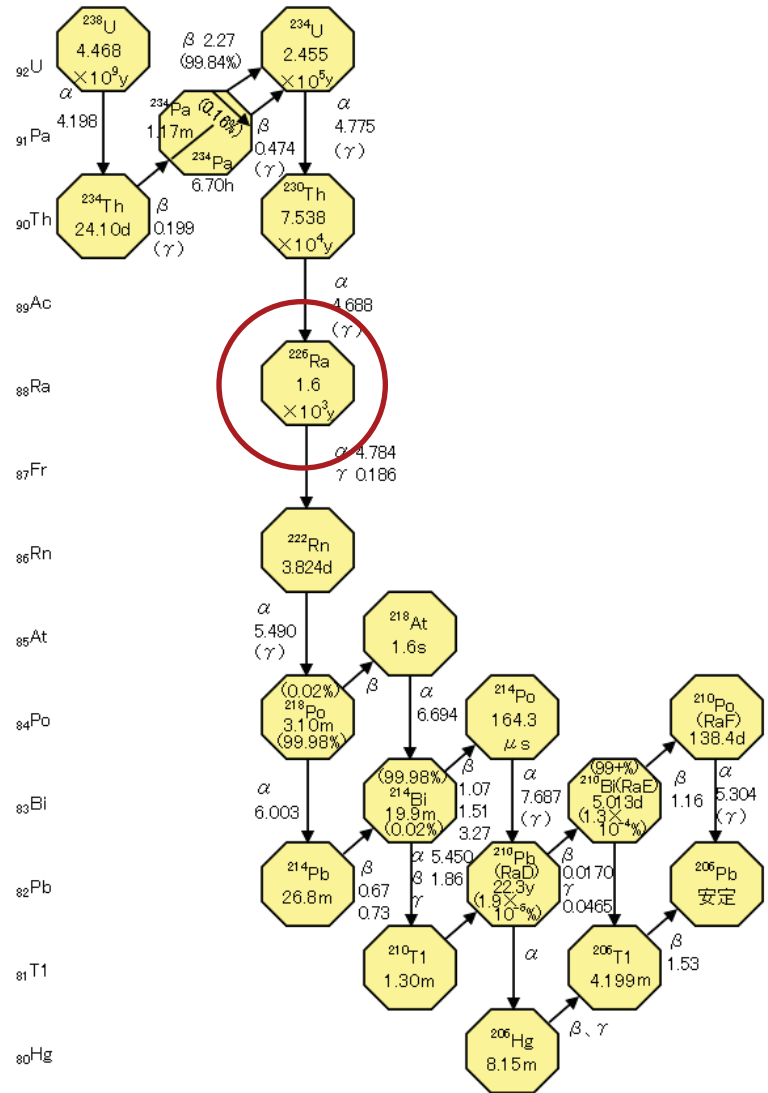 ₉₂U
²³⁸U
4.468
×10⁹y
β 2.27
(99.84%)
²³⁴U
2.455
×10⁵y
α
4.198
₉₁Pa
²³⁴Pa
1.17m
(0.16%)
²³⁴Pa
6.70h
β
0.474
(γ)
α
4.775
(γ)
₉₀Th
²³⁴Th
24.10d
β
0.199
(γ)
²³⁰Th
7.538
×10⁴y
₈₉Ac
α
4.688
(γ)
₈₈Ra
²²⁶Ra
1.6
×10³y
₈₇Fr
α 4.784
γ 0.186
₈₆Rn
²²²Rn
3.824d
₈₅At
α
5.490
(γ)
²¹⁸At
1.6s
₈₄Po
(0.02%)
²¹⁸Po
3.10m
(99.98%)
β
α
6.694
²¹⁴Po
164.3
μs
²¹⁰Po
(RaF)
138.4d
₈₃Bi
α
6.003
(99.98%)
²¹⁴Bi
19.9m
(0.02%)
β
1.07
1.51
3.27
α
7.687
(γ)
(99+%)
²¹⁰Bi(RaE)
5.013d
(1.3×
10⁻⁴%)
β
1.16
α
5.304
(γ)
₈₂Pb
²¹⁴Pb
26.8m
β
0.67
0.73
α 5.450
β 1.86
γ
²¹⁰Pb
(RaD)
22.3y
(1.9×
10⁻⁶%)
β
0.0170
γ
0.0465
²⁰⁶Pb
安定
₈₁T1
²¹⁰T1
1.30m
α
²⁰⁶T1
4.199m
β
1.53
₈₀Hg
²⁰⁶Hg
8.15m
β、γ